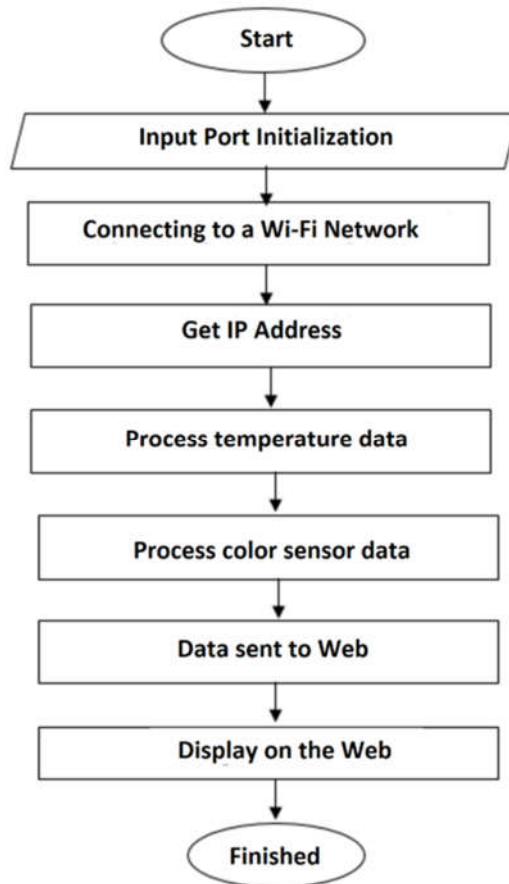 Start
Input Port Initialization
Connecting to a Wi-Fi Network
Get IP Address
Process temperature data
Process color sensor data
Data sent to Web
Display on the Web
Finished